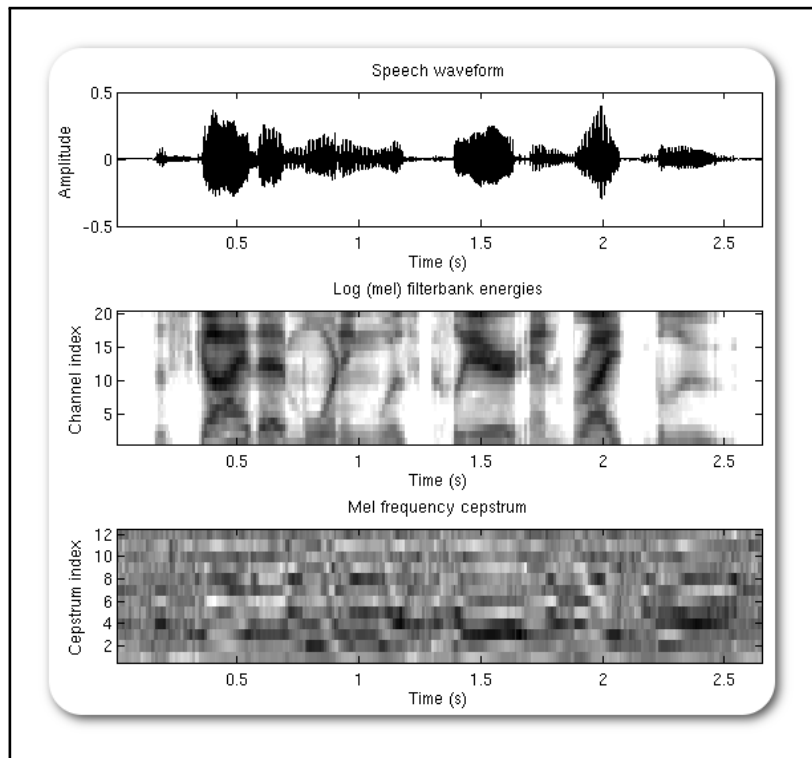 Speech waveform
0.5
0
-0.5
Amplitude
0.5 1 1.5 2 2.5
Time (s)
Log (mel) filterbank energies
20
15
10
5
Channel index
0.5 1 1.5 2 2.5
Time (s)
Mel frequency cepstrum
12
10
8
6
4
2
Cepstrum index
0.5 1 1.5 2 2.5
Time (s)